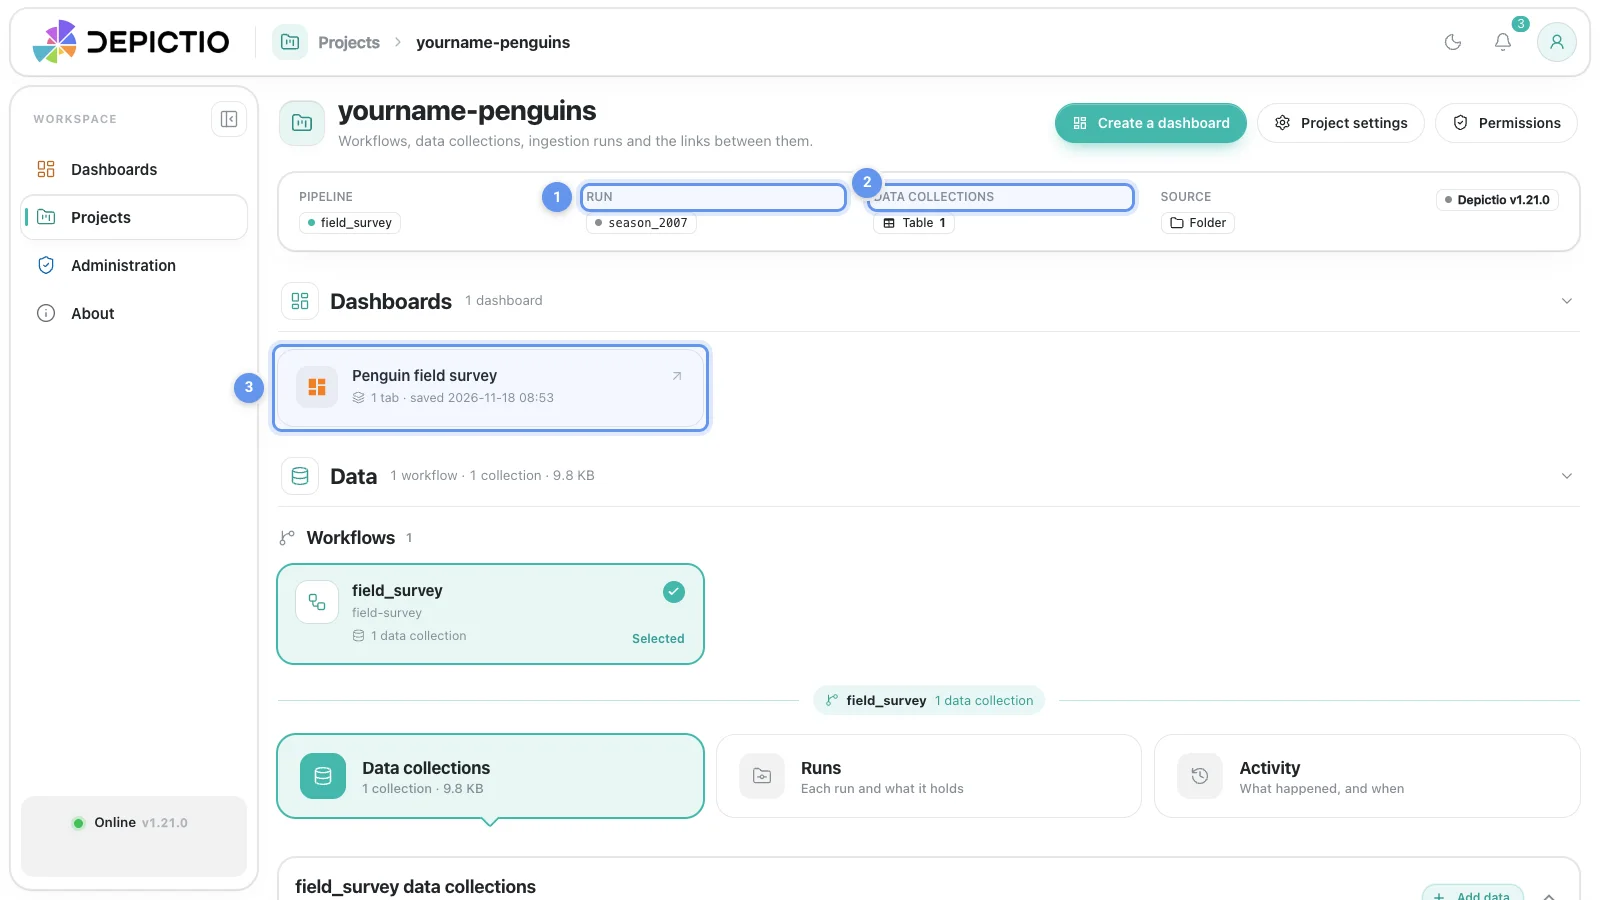 DEPICTIO
Projects
yourname-penguins
3
WORKSPACE
Dashboards
Projects
Administration
About
Online v1.21.0
yourname-penguins
Workflows, data collections, ingestion runs and the links between them.
Create a dashboard
Project settings
Permissions
PIPELINE
field_survey
1
RUN
season_2007
2
DATA COLLECTIONS
Table 1
SOURCE
Folder
Depictio v1.21.0
Dashboards 1 dashboard
3
Penguin field survey
1 tab · saved 2026-11-18 08:53
Data 1 workflow · 1 collection · 9.8 KB
Workflows 1
field_survey
field-survey
1 data collection
Selected
field_survey 1 data collection
Data collections
1 collection · 9.8 KB
Runs
Each run and what it holds
Activity
What happened, and when
field_survey data collections
Add data